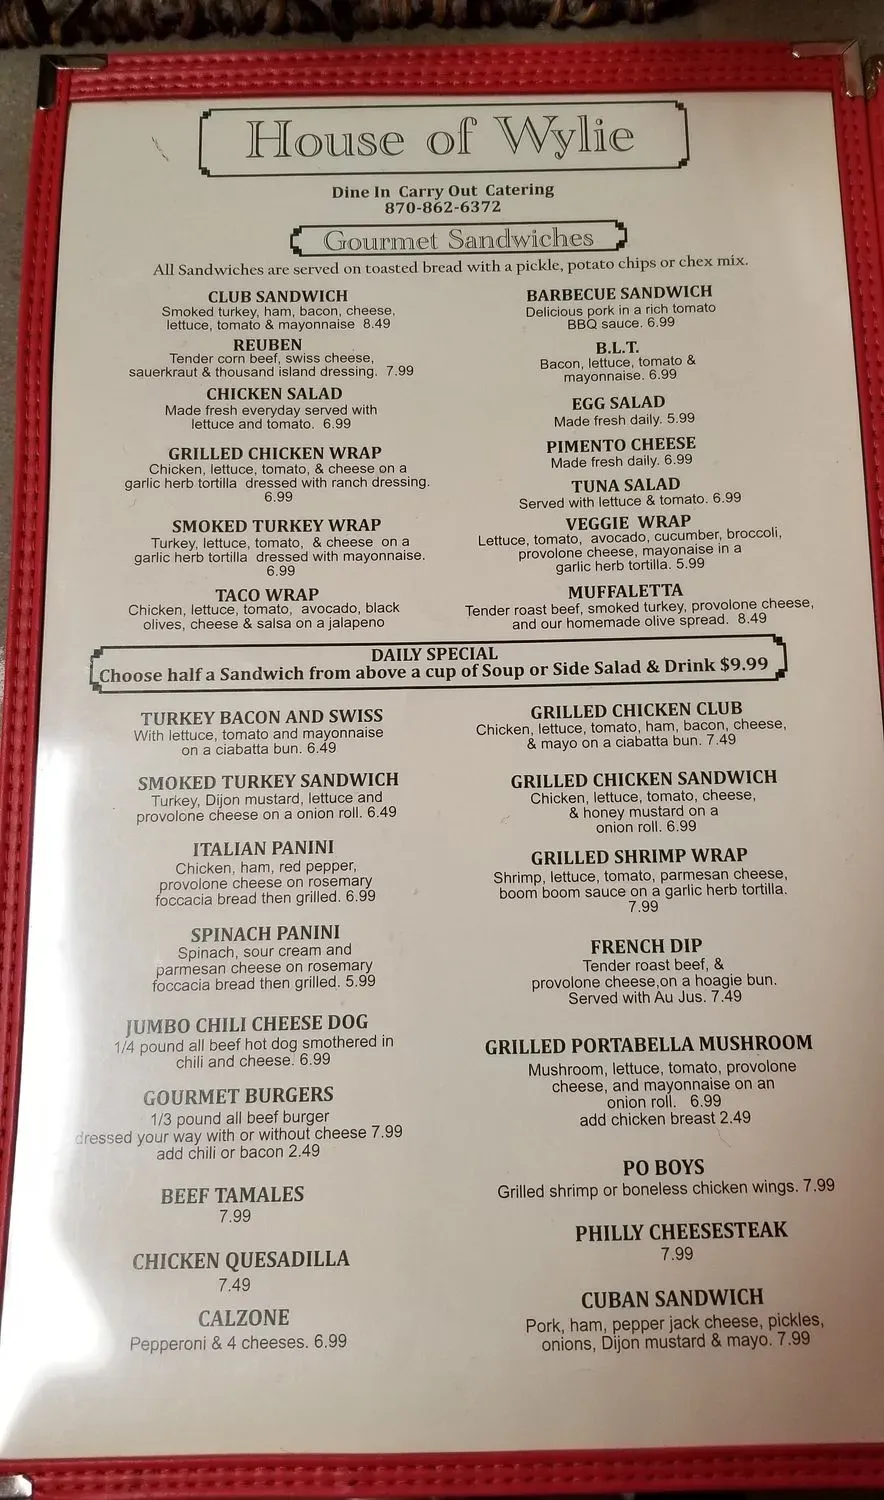 House of Wylie
Dine In Carry Out Catering
870-862-6372
Gourmet Sandwiches
All Sandwiches are served on toasted bread with a pickle, potato chips or chex mix.
CLUB SANDWICH
Smoked turkey, ham, bacon, cheese,
lettuce, tomato & mayonnaise 8.49
REUBEN
Tender corn beef, swiss cheese,
sauerkraut & thousand island dressing. 7.99
CHICKEN SALAD
Made fresh everyday served with
lettuce and tomato. 6.99
GRILLED CHICKEN WRAP
Chicken, lettuce, tomato, & cheese on a
garlic herb tortilla dressed with ranch dressing.
6.99
SMOKED TURKEY WRAP
Turkey, lettuce, tomato, & cheese on a
garlic herb tortilla dressed with mayonnaise.
6.99
TACO WRAP
Chicken, lettuce, tomato, avocado, black
olives, cheese & salsa on a jalapeno
BARBECUE SANDWICH
Delicious pork in a rich tomato
BBQ sauce. 6.99
B.L.T.
Bacon, lettuce, tomato &
mayonnaise. 6.99
EGG SALAD
Made fresh daily. 5.99
PIMENTO CHEESE
Made fresh daily. 6.99
TUNA SALAD
Served with lettuce & tomato. 6.99
VEGGIE WRAP
Lettuce, tomato, avocado, cucumber, broccoli,
provolone cheese, mayonaise in a
garlic herb tortilla. 5.99
MUFFALETTA
Tender roast beef, smoked turkey, provolone cheese,
and our homemade olive spread. 8.49
DAILY SPECIAL
Choose half a Sandwich from above a cup of Soup or Side Salad & Drink $9.99
TURKEY BACON AND SWISS
With lettuce, tomato and mayonnaise
on a ciabatta bun. 6.49
SMOKED TURKEY SANDWICH
Turkey, Dijon mustard, lettuce and
provolone cheese on a onion roll. 6.49
ITALIAN PANINI
Chicken, ham, red pepper,
provolone cheese on rosemary
foccacia bread then grilled. 6.99
SPINACH PANINI
Spinach, sour cream and
parmesan cheese on rosemary
foccacia bread then grilled. 5.99
JUMBO CHILI CHEESE DOG
1/4 pound all beef hot dog smothered in
chili and cheese. 6.99
GOURMET BURGERS
1/3 pound all beef burger
dressed your way with or without cheese 7.99
add chili or bacon 2.49
BEEF TAMALES
7.99
CHICKEN QUESADILLA
7.49
CALZONE
Pepperoni & 4 cheeses. 6.99
GRILLED CHICKEN CLUB
Chicken, lettuce, tomato, ham, bacon, cheese,
& mayo on a ciabatta bun. 7.49
GRILLED CHICKEN SANDWICH
Chicken, lettuce, tomato, cheese,
& honey mustard on a
onion roll. 6.99
GRILLED SHRIMP WRAP
Shrimp, lettuce, tomato, parmesan cheese,
boom boom sauce on a garlic herb tortilla.
7.99
FRENCH DIP
Tender roast beef, &
provolone cheese,on a hoagie bun.
Served with Au Jus. 7.49
GRILLED PORTABELLA MUSHROOM
Mushroom, lettuce, tomato, provolone
cheese, and mayonnaise on an
onion roll. 6.99
add chicken breast 2.49
PO BOYS
Grilled shrimp or boneless chicken wings. 7.99
PHILLY CHEESESTEAK
7.99
CUBAN SANDWICH
Pork, ham, pepper jack cheese, pickles,
onions, Dijon mustard & mayo. 7.99